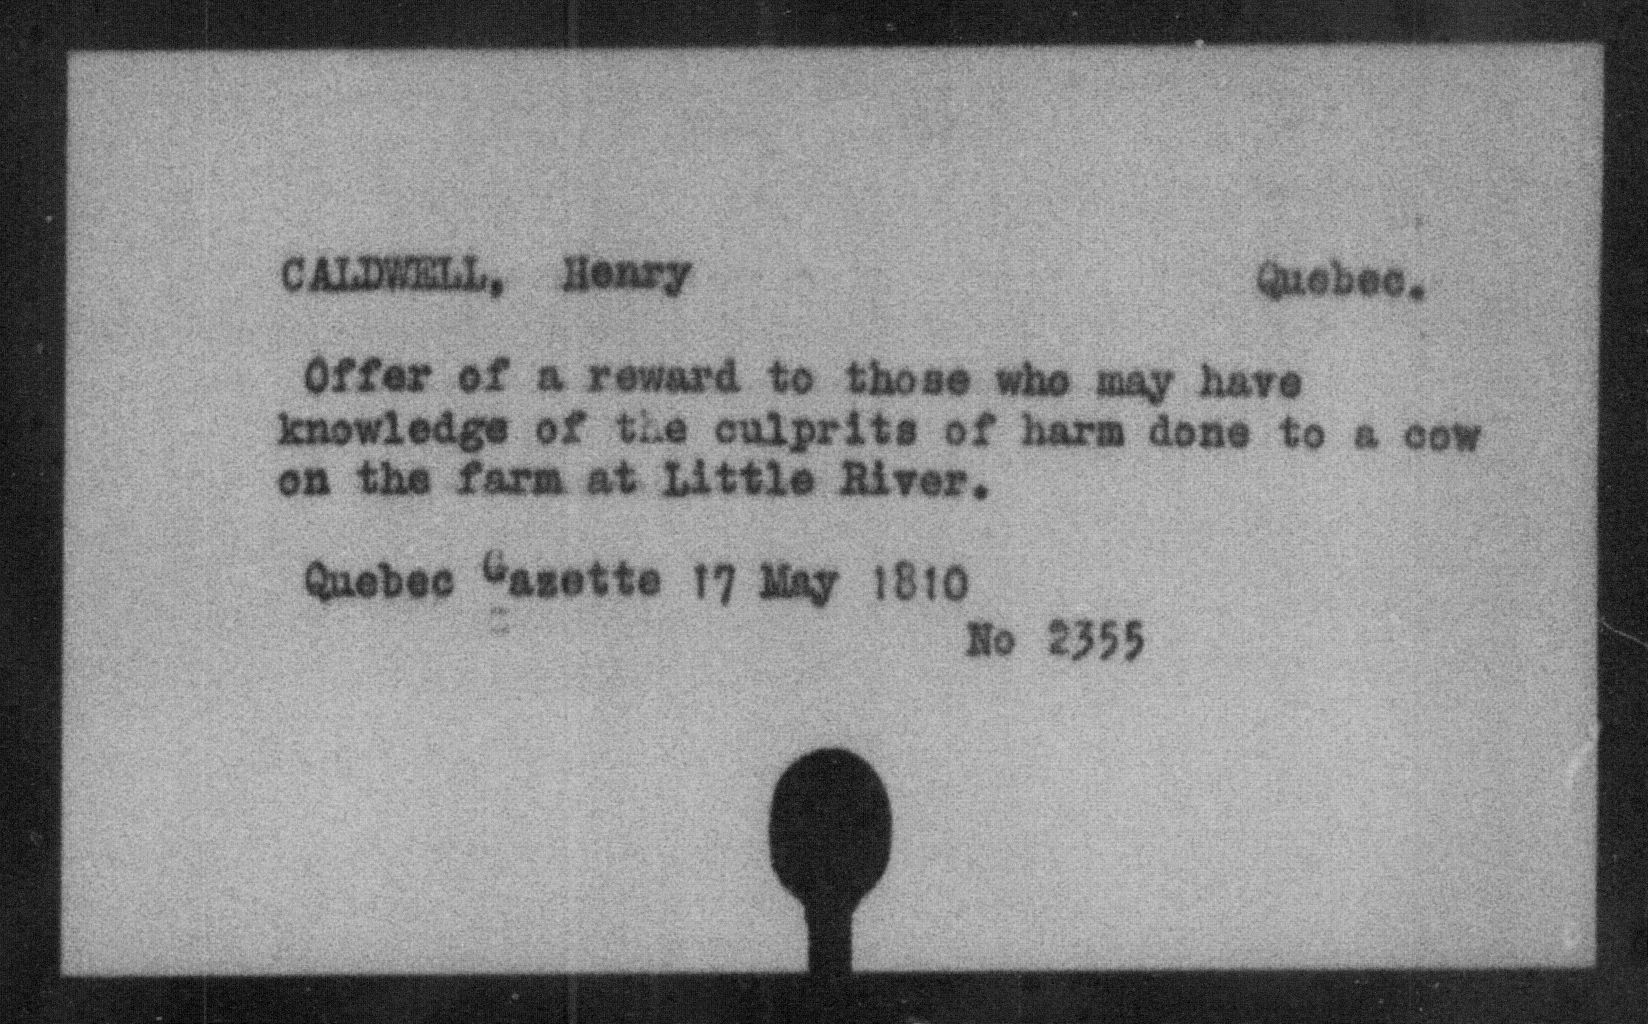 CALDWELL, Henry Quebec.
Offer of a reward to those who may have
knowledge of the culprits of harm done to a cow
on the farm at Little River.
Quebec Gazette 17 May 1810
No 2355